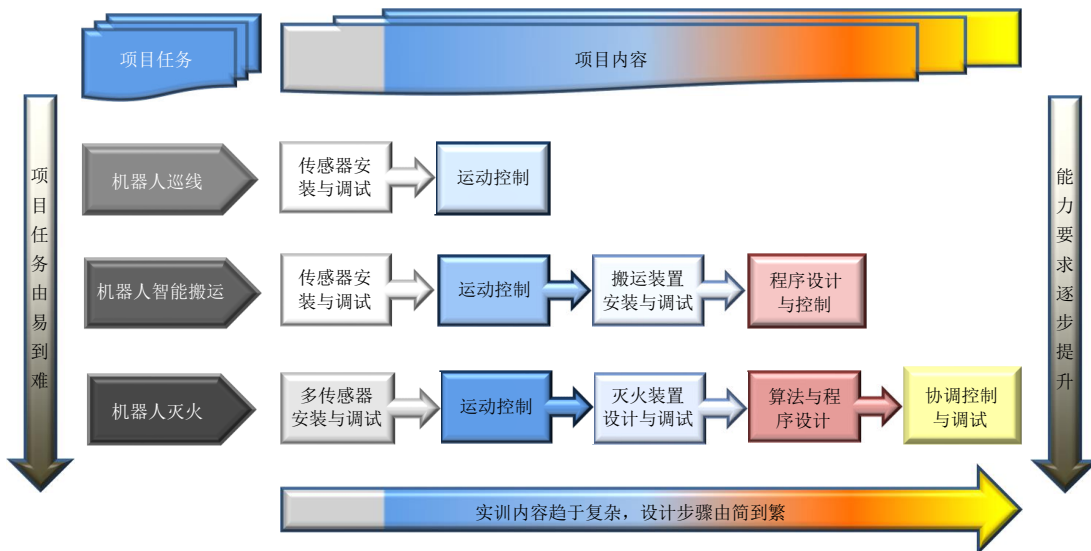 项目任务
项目内容
项目任务由易到难
能力要求逐步提升
机器人巡线
传感器安
装与调试
运动控制
机器人智能搬运
传感器安
装与调试
运动控制
搬运装置
安装与调试
程序设计
与控制
机器人灭火
多传感器
安装与调试
运动控制
灭火装置
设计与调试
算法与程
序设计
协调控制
与调试
实训内容趋于复杂，设计步骤由简到繁